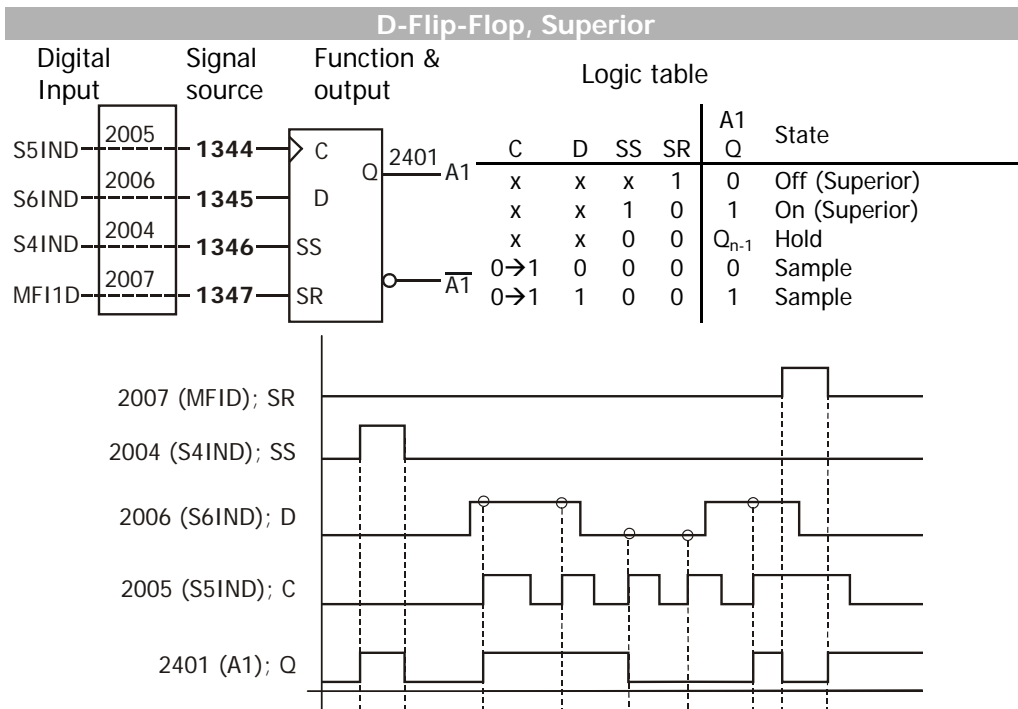 D-Flip-Flop, Superior
Digital Input
Signal source
Function & output
Logic table
S5IND 2005 1344 C
S6IND 2006 1345 D
S4IND 2004 1346 SS
MFI1D 2007 1347 SR
Q 2401 A1
A1
C D SS SR A1 Q State
x x x 1 0 Off (Superior)
x x 1 0 1 On (Superior)
x x 0 0 Qn-1 Hold
0→1 0 0 0 0 Sample
0→1 1 0 0 1 Sample
2007 (MFID); SR
2004 (S4IND); SS
2006 (S6IND); D
2005 (S5IND); C
2401 (A1); Q